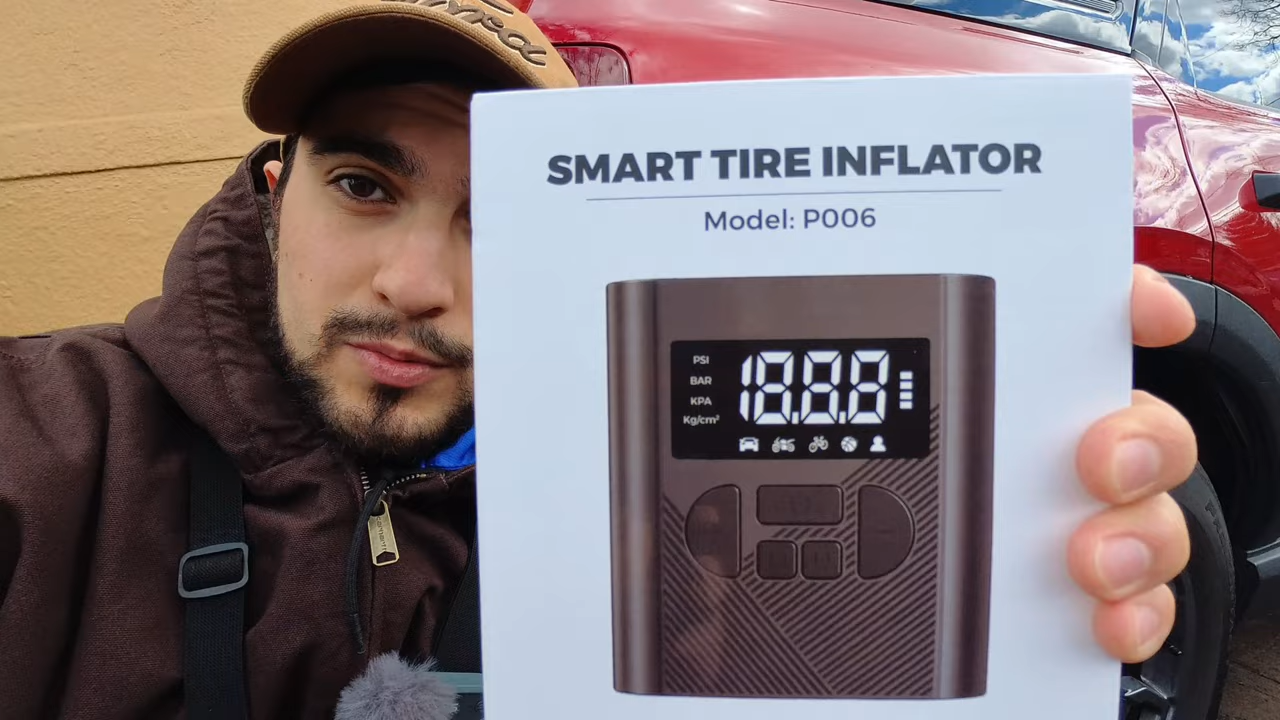 SMART TIRE INFLATOR
Model: P006
PSI
BAR
KPA
Kg/cm²
18.8.8